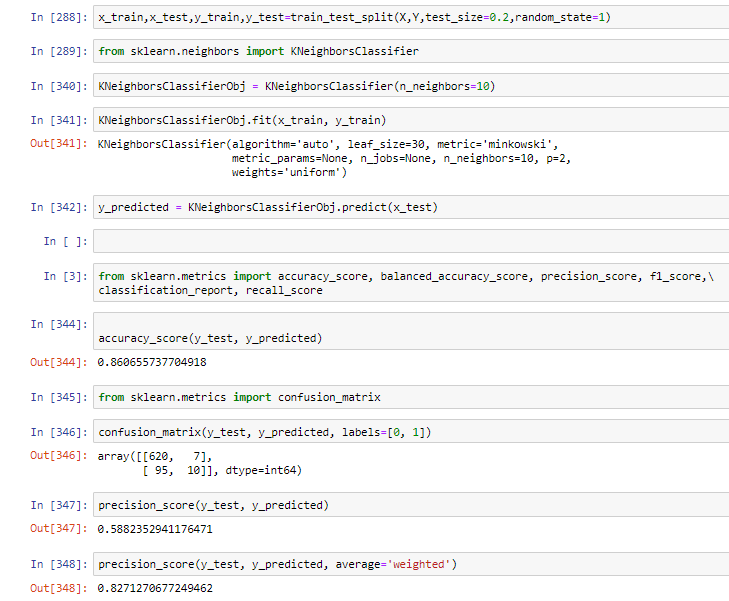 In [288]: x_train,x_test,y_train,y_test=train_test_split(X,Y,test_size=0.2,random_state=1)
In [289]: from sklearn.neighbors import KNeighborsClassifier
In [340]: KNeighborsClassifierObj = KNeighborsClassifier(n_neighbors=10)
In [341]: KNeighborsClassifierObj.fit(x_train, y_train)
Out[341]: KNeighborsClassifier(algorithm='auto', leaf_size=30, metric='minkowski',
metric_params=None, n_jobs=None, n_neighbors=10, p=2,
weights='uniform')
In [342]: y_predicted = KNeighborsClassifierObj.predict(x_test)
In [ ]:
In [3]: from sklearn.metrics import accuracy_score, balanced_accuracy_score, precision_score, f1_score,\
classification_report, recall_score
In [344]:
accuracy_score(y_test, y_predicted)
Out[344]: 0.860655737704918
In [345]: from sklearn.metrics import confusion_matrix
In [346]: confusion_matrix(y_test, y_predicted, labels=[0, 1])
Out[346]: array([[620,   7],
[ 95,  10]], dtype=int64)
In [347]: precision_score(y_test, y_predicted)
Out[347]: 0.5882352941176471
In [348]: precision_score(y_test, y_predicted, average='weighted')
Out[348]: 0.8271270677249462